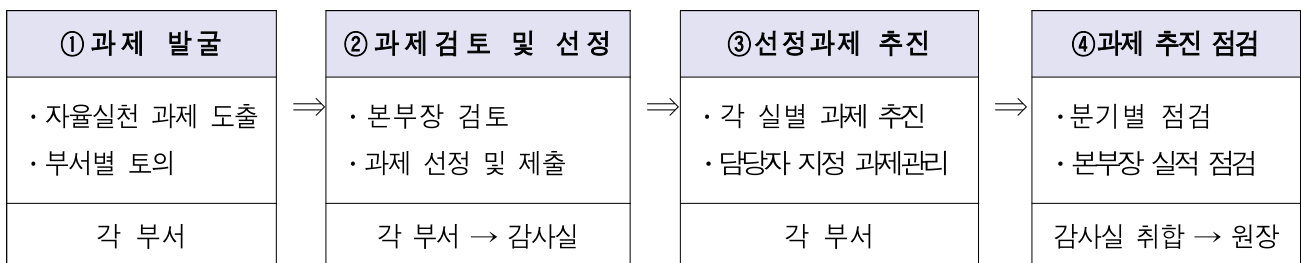 ①과제 발굴
· 자율실천 과제 도출
· 부서별 토의
각 부서
⇒
②과제검토 및 선정
· 본부장 검토
· 과제 선정 및 제출
각 부서 → 감사실
⇒
③선정과제 추진
· 각 실별 과제 추진
· 담당자 지정 과제관리
각 부서
⇒
④과제 추진 점검
· 분기별 점검
· 본부장 실적 점검
감사실 취합 → 원장